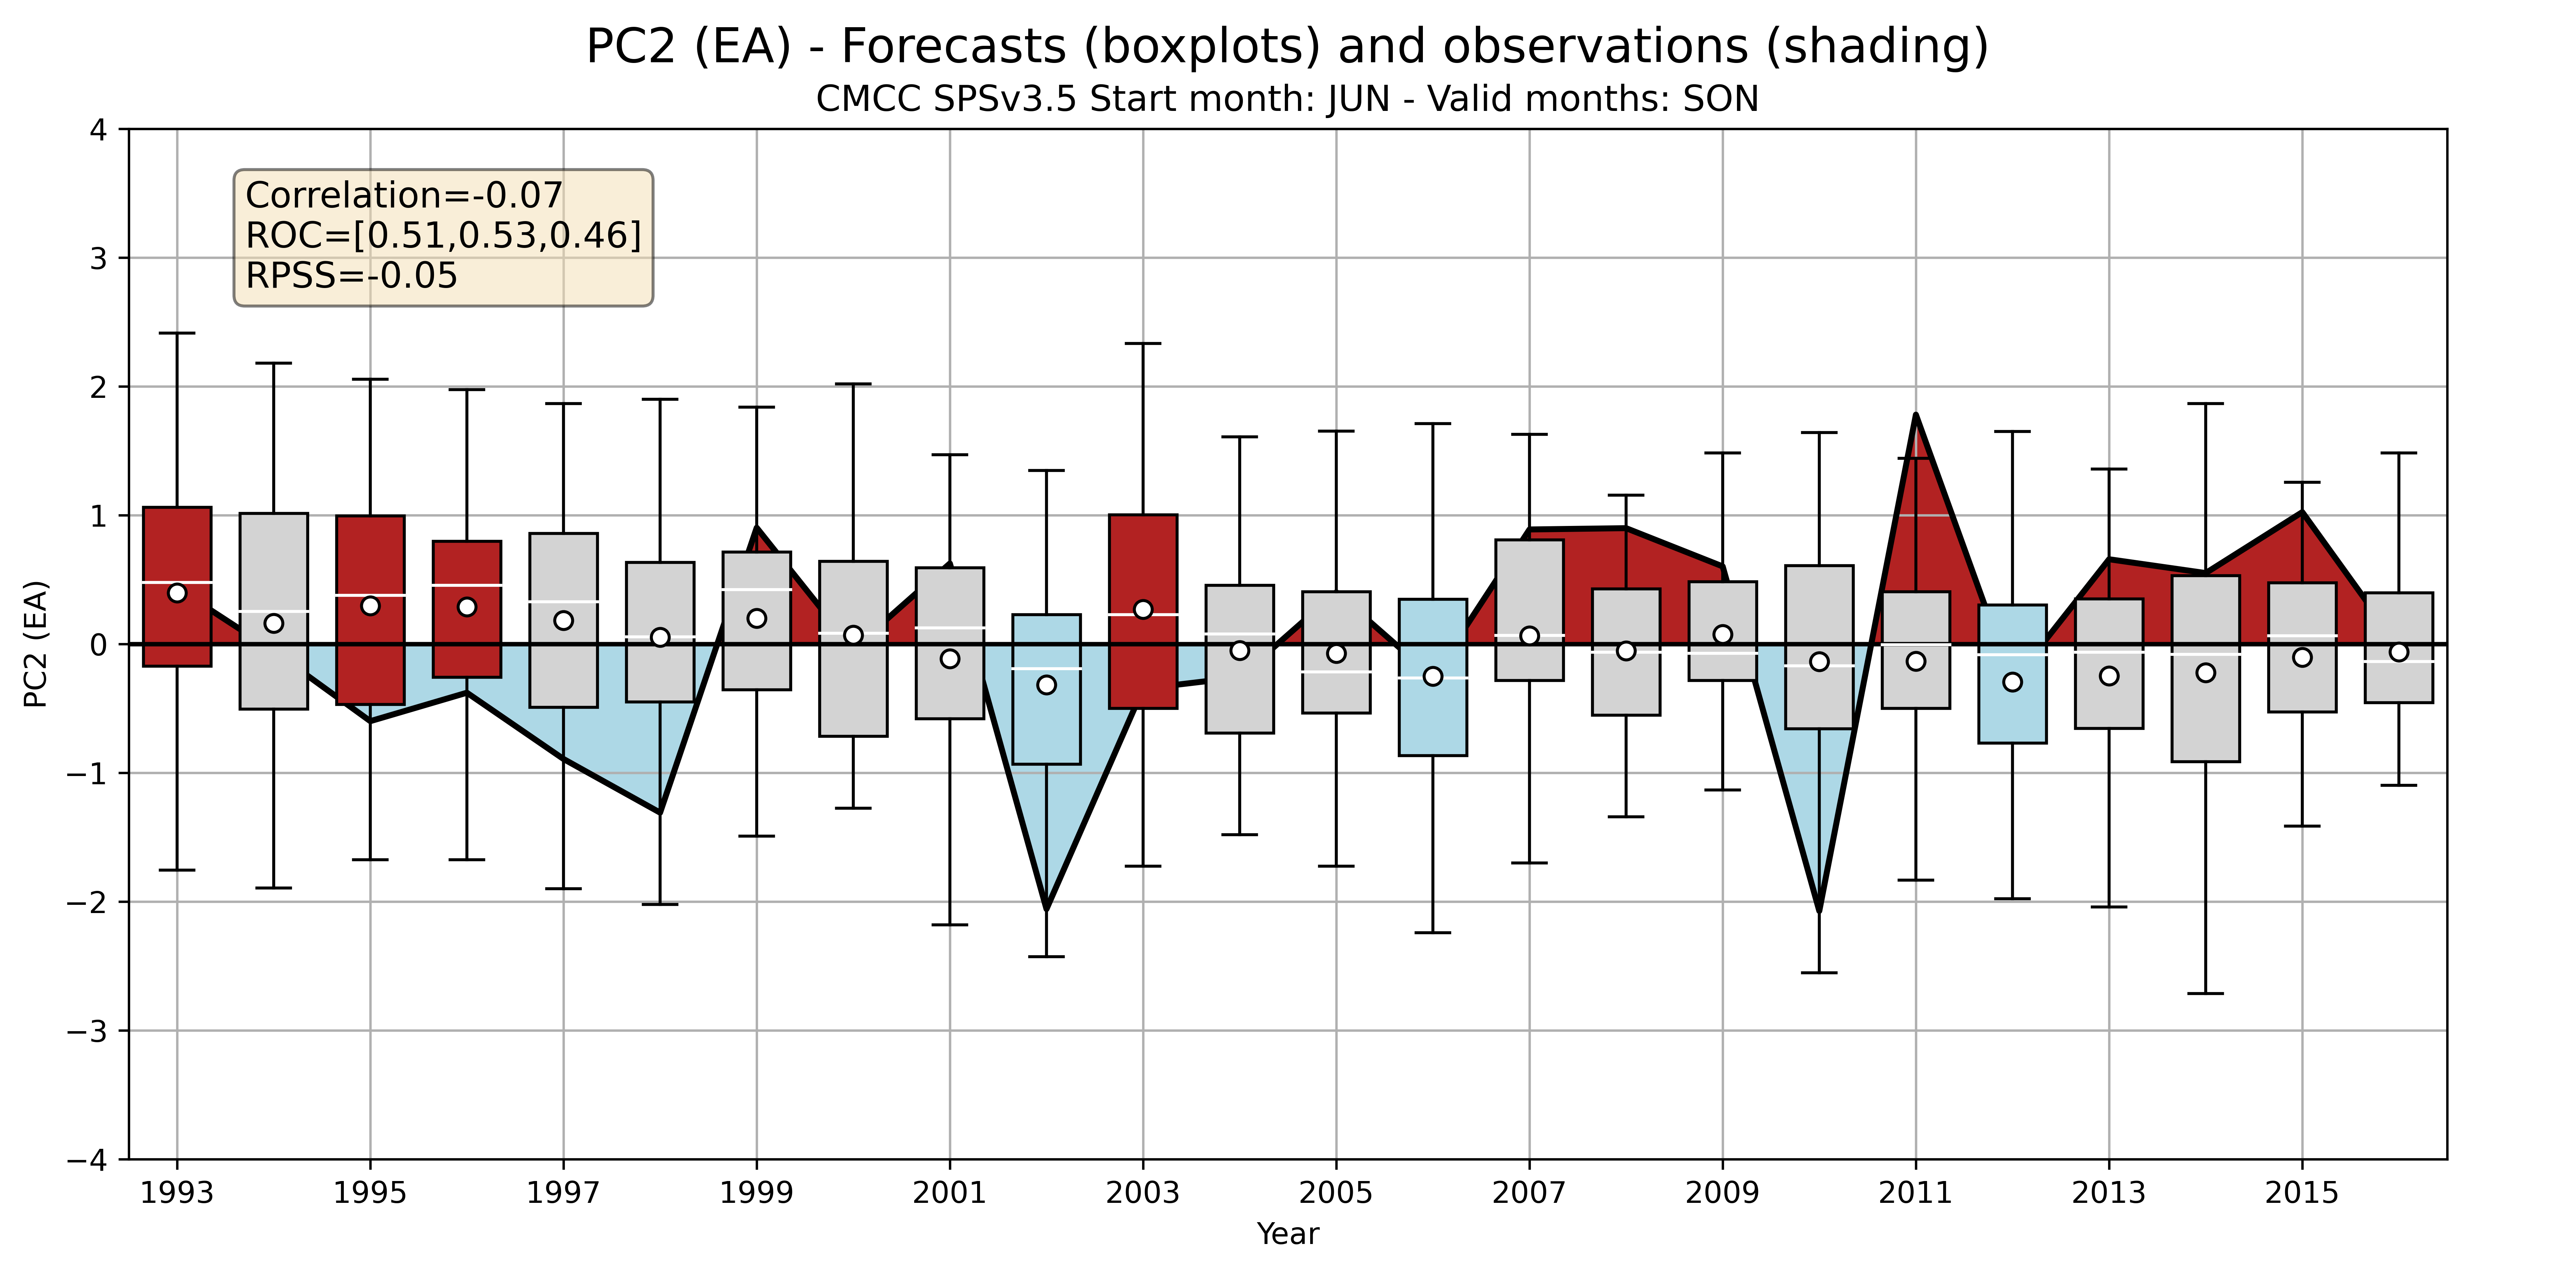 PC2 (EA) - Forecasts (boxplots) and observations (shading)
CMCC SPSv3.5 Start month: JUN - Valid months: SON
Correlation=-0.07
ROC=[0.51,0.53,0.46]
RPSS=-0.05
PC2 (EA)
4
3
2
1
0
−1
−2
−3
−4
1993 1995 1997 1999 2001 2003 2005 2007 2009 2011 2013 2015
Year